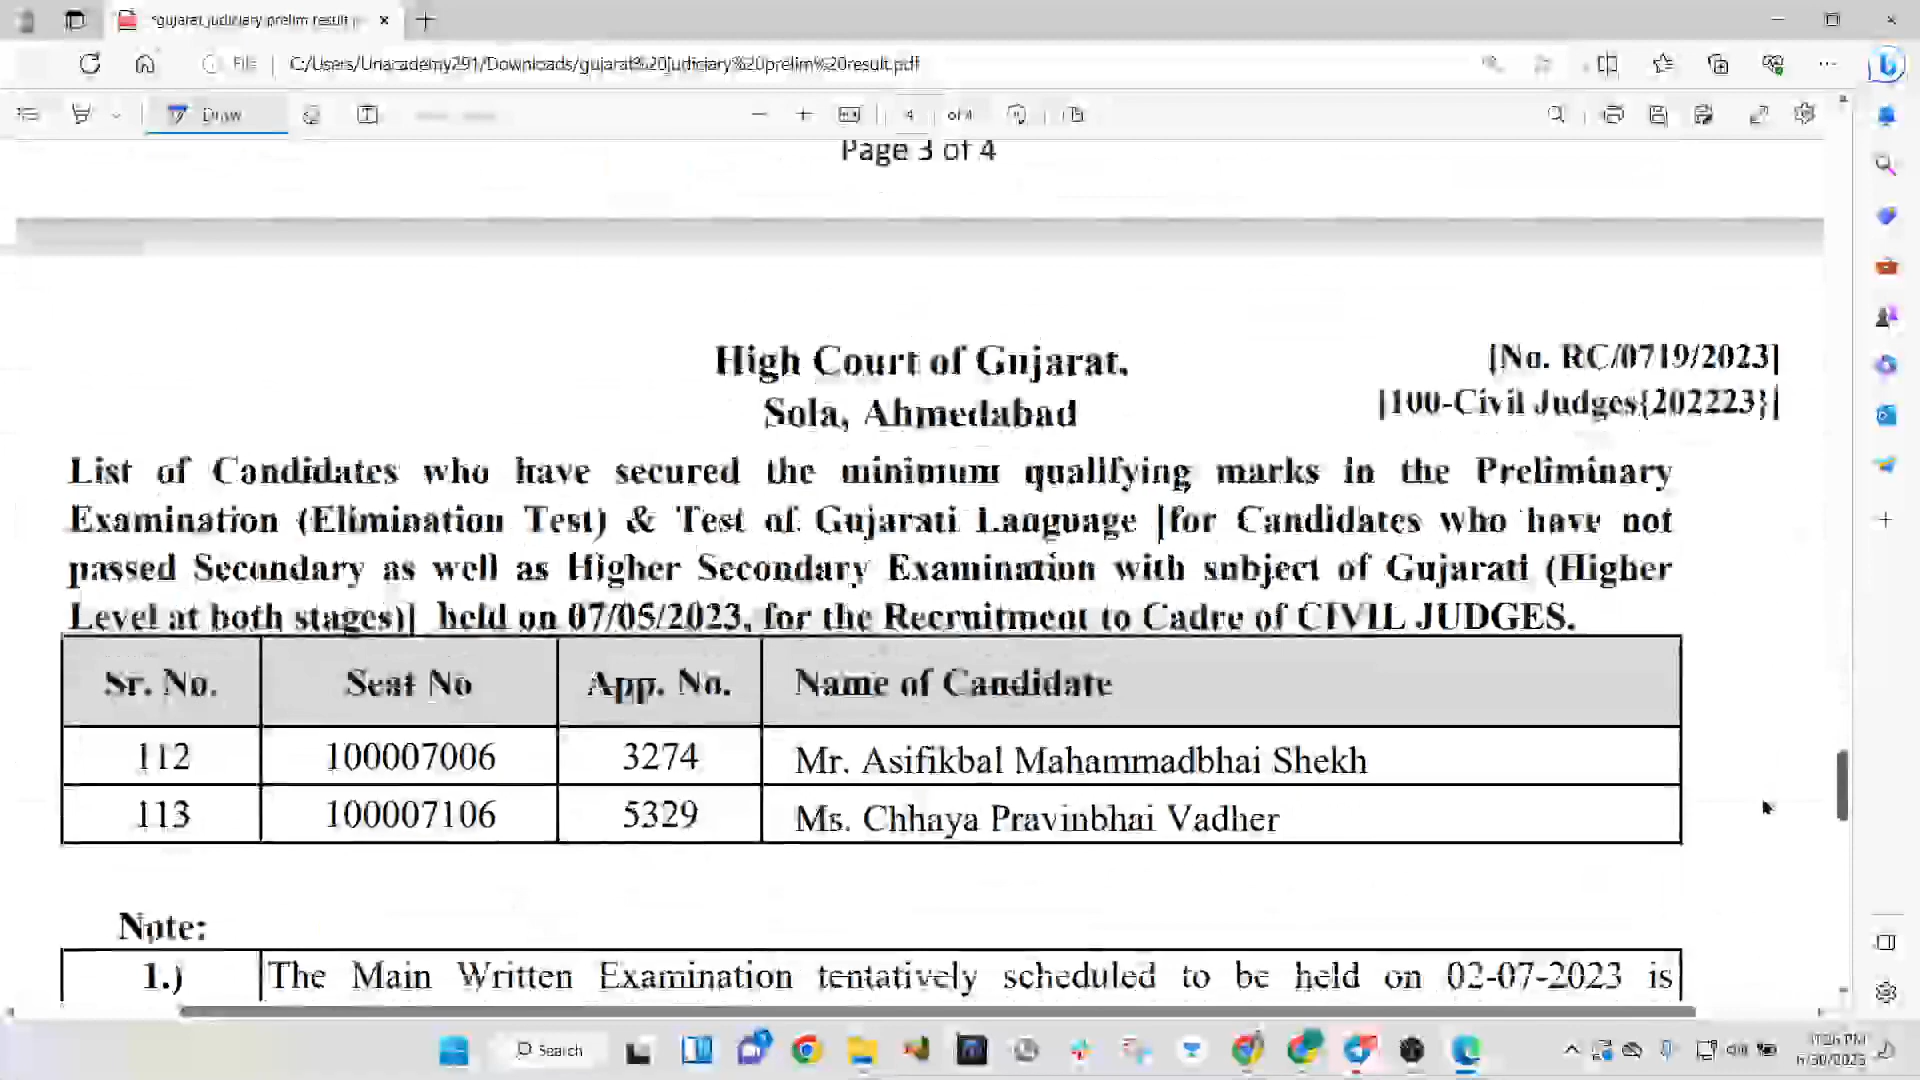 *gujarat judiciary prelim result p
File
C:/Users/Unacademy291/Downloads/gujarat%20judiciary%20prelim%20result.pdf
Draw
4 of 4
Page 3 of 4
High Court of Gujarat,
[No. RC/0719/2023]
Sola, Ahmedabad
[100-Civil Judges{202223}]
List of Candidates who have secured the minimum qualifying marks in the Preliminary
Examination (Elimination Test) & Test of Gujarati Language [for Candidates who have not
passed Secondary as well as Higher Secondary Examination with subject of Gujarati (Higher
Level at both stages)] held on 07/05/2023, for the Recruitment to Cadre of CIVIL JUDGES.
Sr. No. Seat No App. No. Name of Candidate
112 100007006 3274 Mr. Asifikbal Mahammadbhai Shekh
113 100007106 5329 Ms. Chhaya Pravinbhai Vadher
Note:
1.) The Main Written Examination tentatively scheduled to be held on 02-07-2023 is
Search